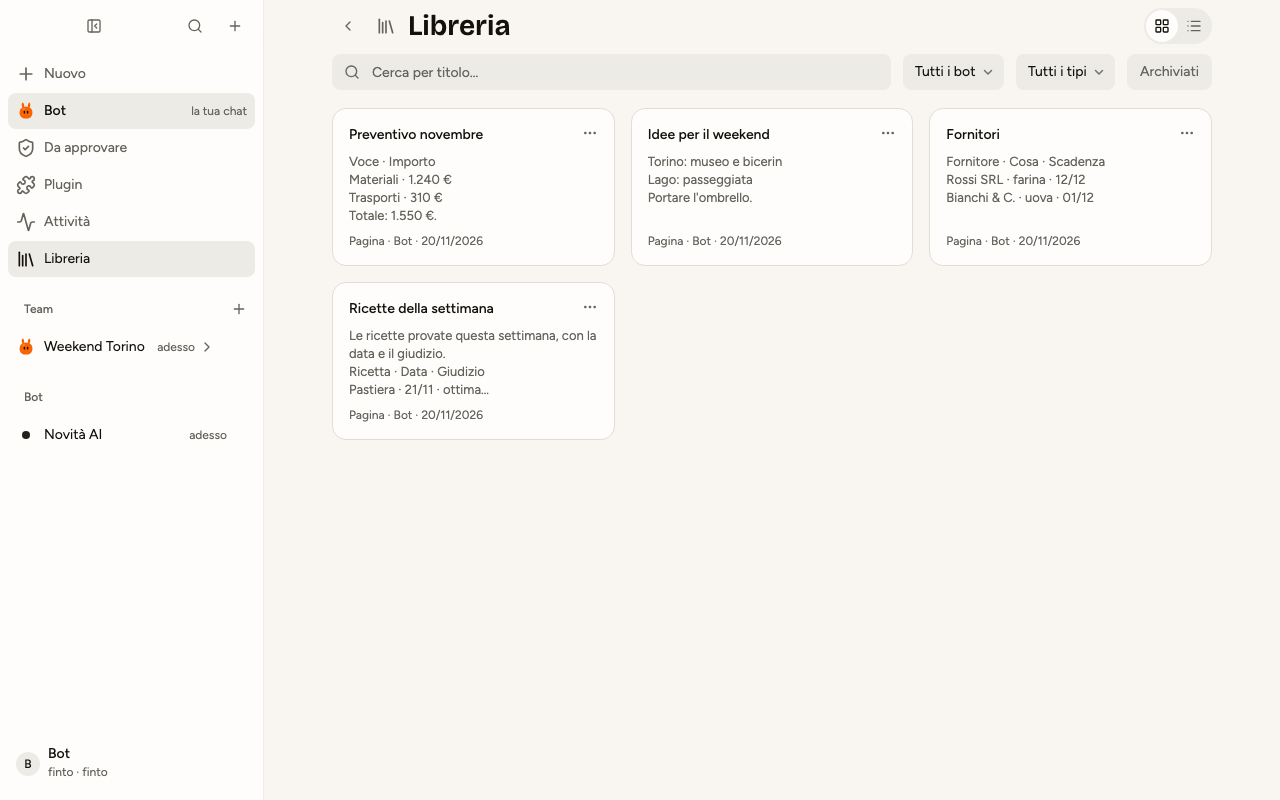 Nuovo
Bot
la tua chat
Da approvare
Plugin
Attività
Libreria
Team
Weekend Torino
adesso
Bot
Novità AI
adesso
B
Bot
finto · finto
Libreria
Cerca per titolo...
Tutti i bot
Tutti i tipi
Archiviati
Preventivo novembre
Voce · Importo
Materiali · 1.240 €
Trasporti · 310 €
Totale: 1.550 €.
Pagina · Bot · 20/11/2026
Idee per il weekend
Torino: museo e bicerin
Lago: passeggiata
Portare l'ombrello.
Pagina · Bot · 20/11/2026
Fornitori
Fornitore · Cosa · Scadenza
Rossi SRL · farina · 12/12
Bianchi & C. · uova · 01/12
Pagina · Bot · 20/11/2026
Ricette della settimana
Le ricette provate questa settimana, con la
data e il giudizio.
Ricetta · Data · Giudizio
Pastiera · 21/11 · ottima...
Pagina · Bot · 20/11/2026